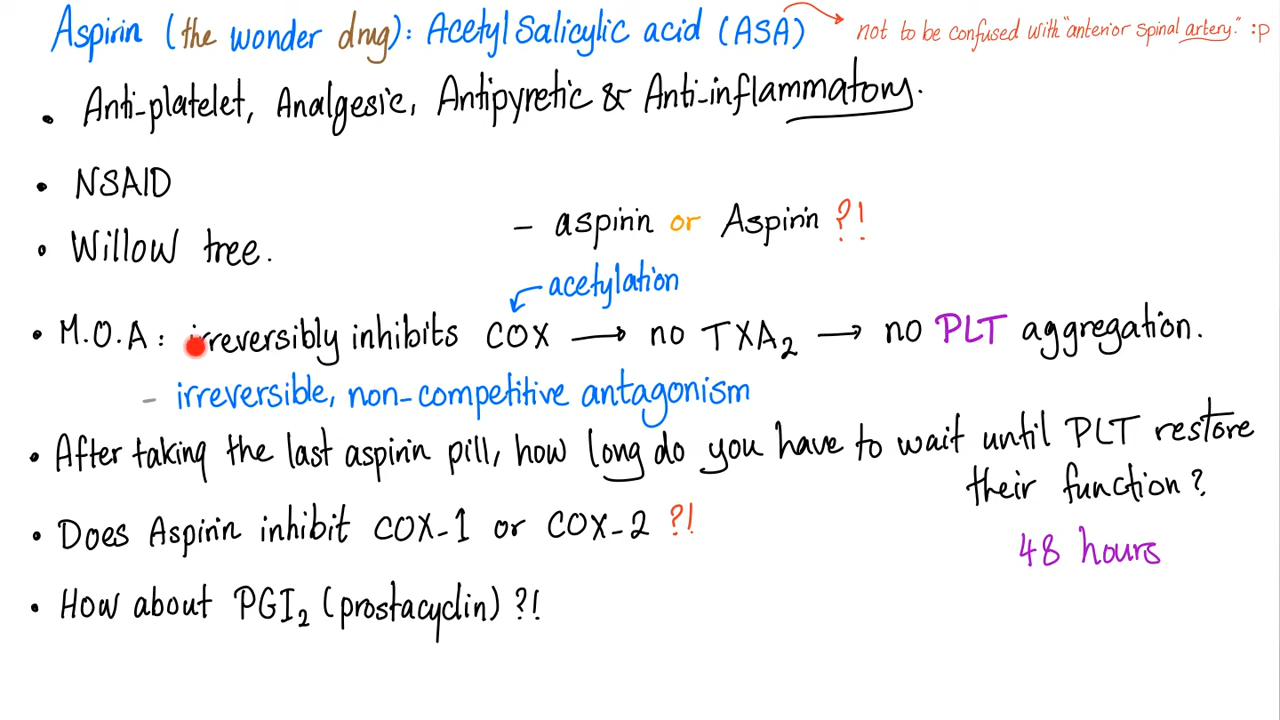 Aspirin (the wonder drug): Acetyl Salicylic acid (ASA)
not to be confused with "anterior spinal artery." :p
• Anti-platelet, Analgesic, Antipyretic & Anti-inflammatory.
• NSAID
- aspirin or Aspirin ?!
• Willow tree.
acetylation
• M.O.A: irreversibly inhibits COX → no TXA2 → no PLT aggregation.
- irreversible, non-competitive antagonism
• After taking the last aspirin pill, how long do you have to wait until PLT restore
their function?
• Does Aspirin inhibit COX-1 or COX-2 ?!
48 hours
• How about PGI2 (prostacyclin) ?!